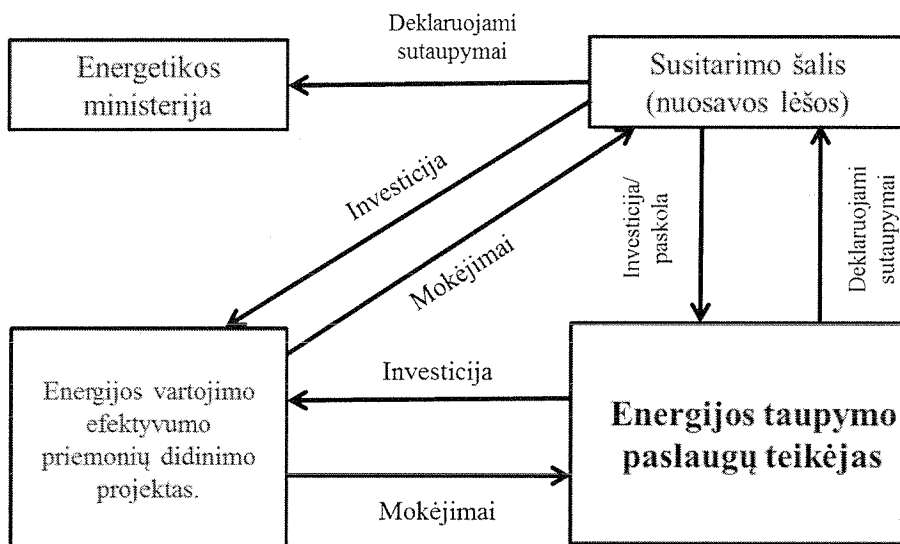 Deklaruojami
sutaupymai
Energetikos
ministerija
Susitarimo šalis
(nuosavos lėšos)
Investicija
Mokėjimai
Investicija/
paskola
Deklaruojami
sutaupymai
Energijos vartojimo
efektyvumo
priemonių didinimo
projektas.
Investicija
Mokėjimai
Energijos taupymo
paslaugų teikėjas